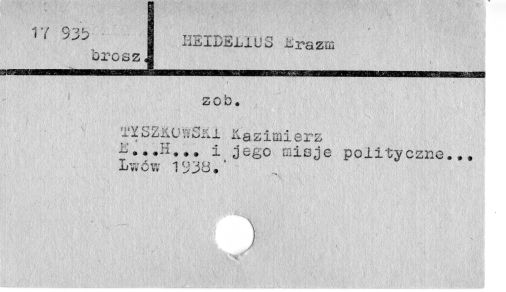 17 935
brosz.
HEIDELIUS Erazm
zob.
TYSZKOWSKI Kazimierz
E...H... i jego misje polityczne...
Lwów 1938.